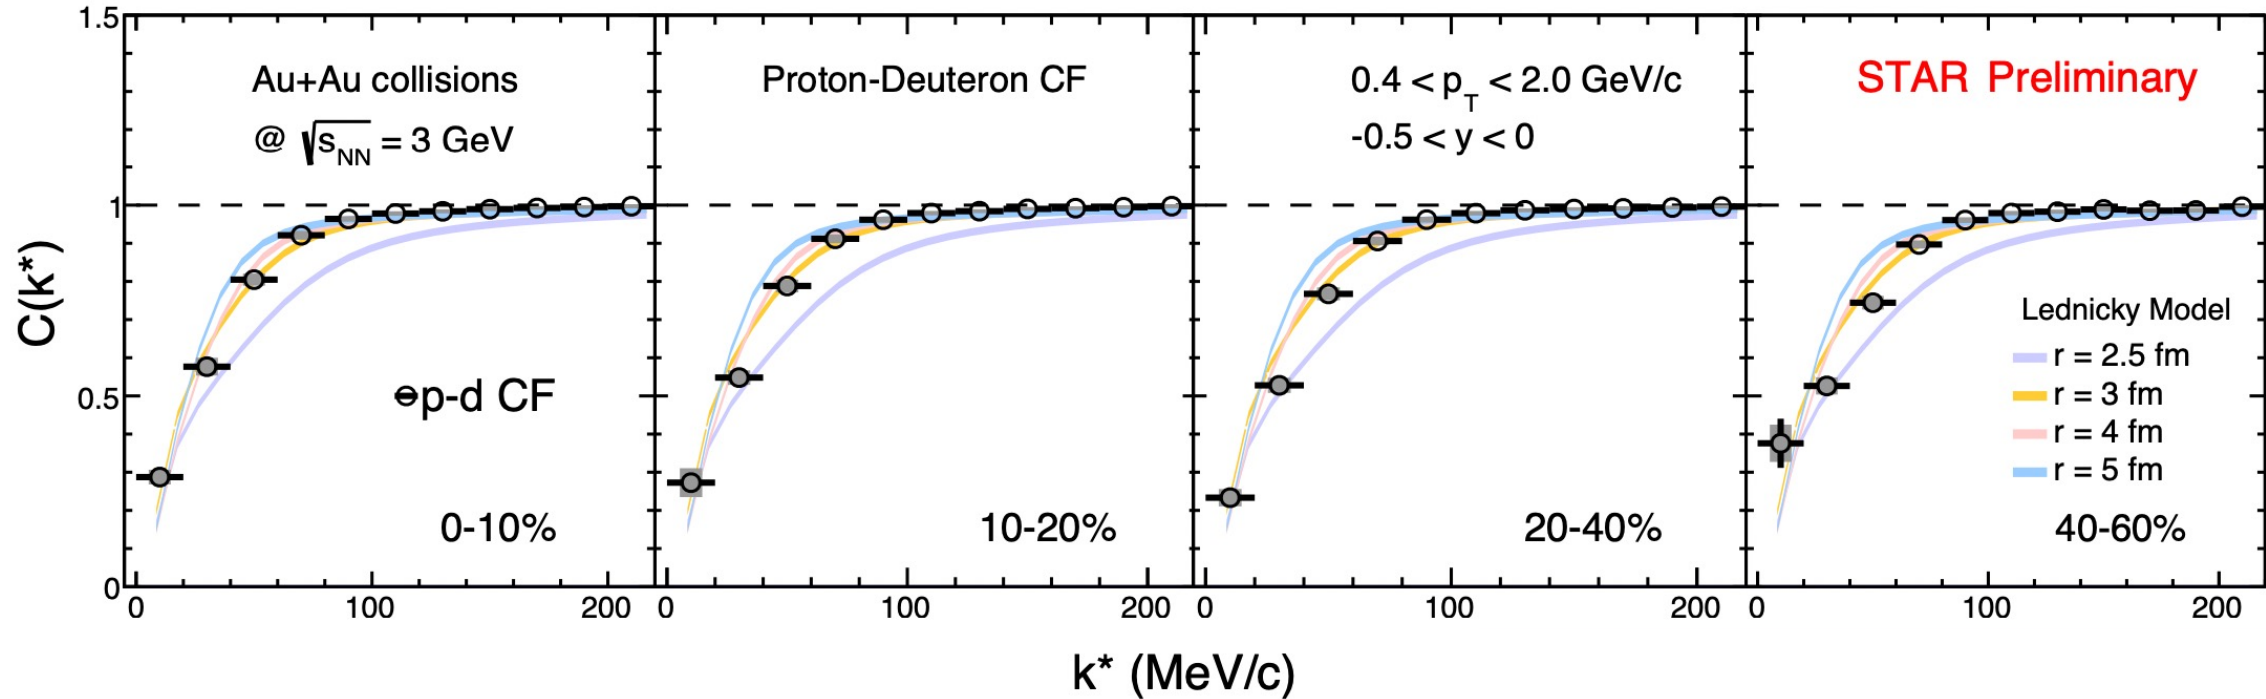 C(k*)
1.5
1
0.5
0
Au+Au collisions
@ √sNN = 3 GeV
p-d CF
0-10%
0
100
200
Proton-Deuteron CF
10-20%
0
100
200
0.4 < pT < 2.0 GeV/c
-0.5 < y < 0
20-40%
0
100
200
STAR Preliminary
Lednicky Model
r = 2.5 fm
r = 3 fm
r = 4 fm
r = 5 fm
40-60%
0
100
200
k* (MeV/c)